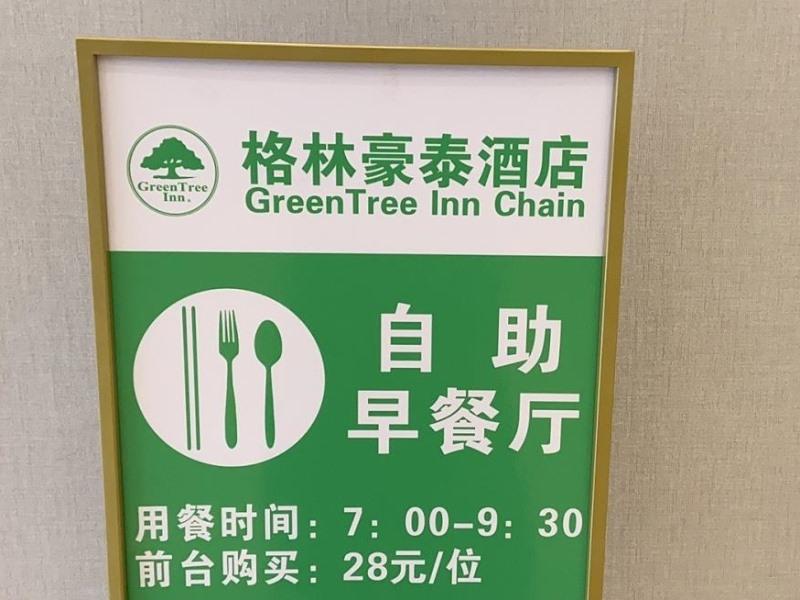 GreenTree
Inn
格林豪泰酒店
GreenTree Inn Chain
自 助
早餐厅
用餐时间：7：00-9：30
前台购买：28元/位